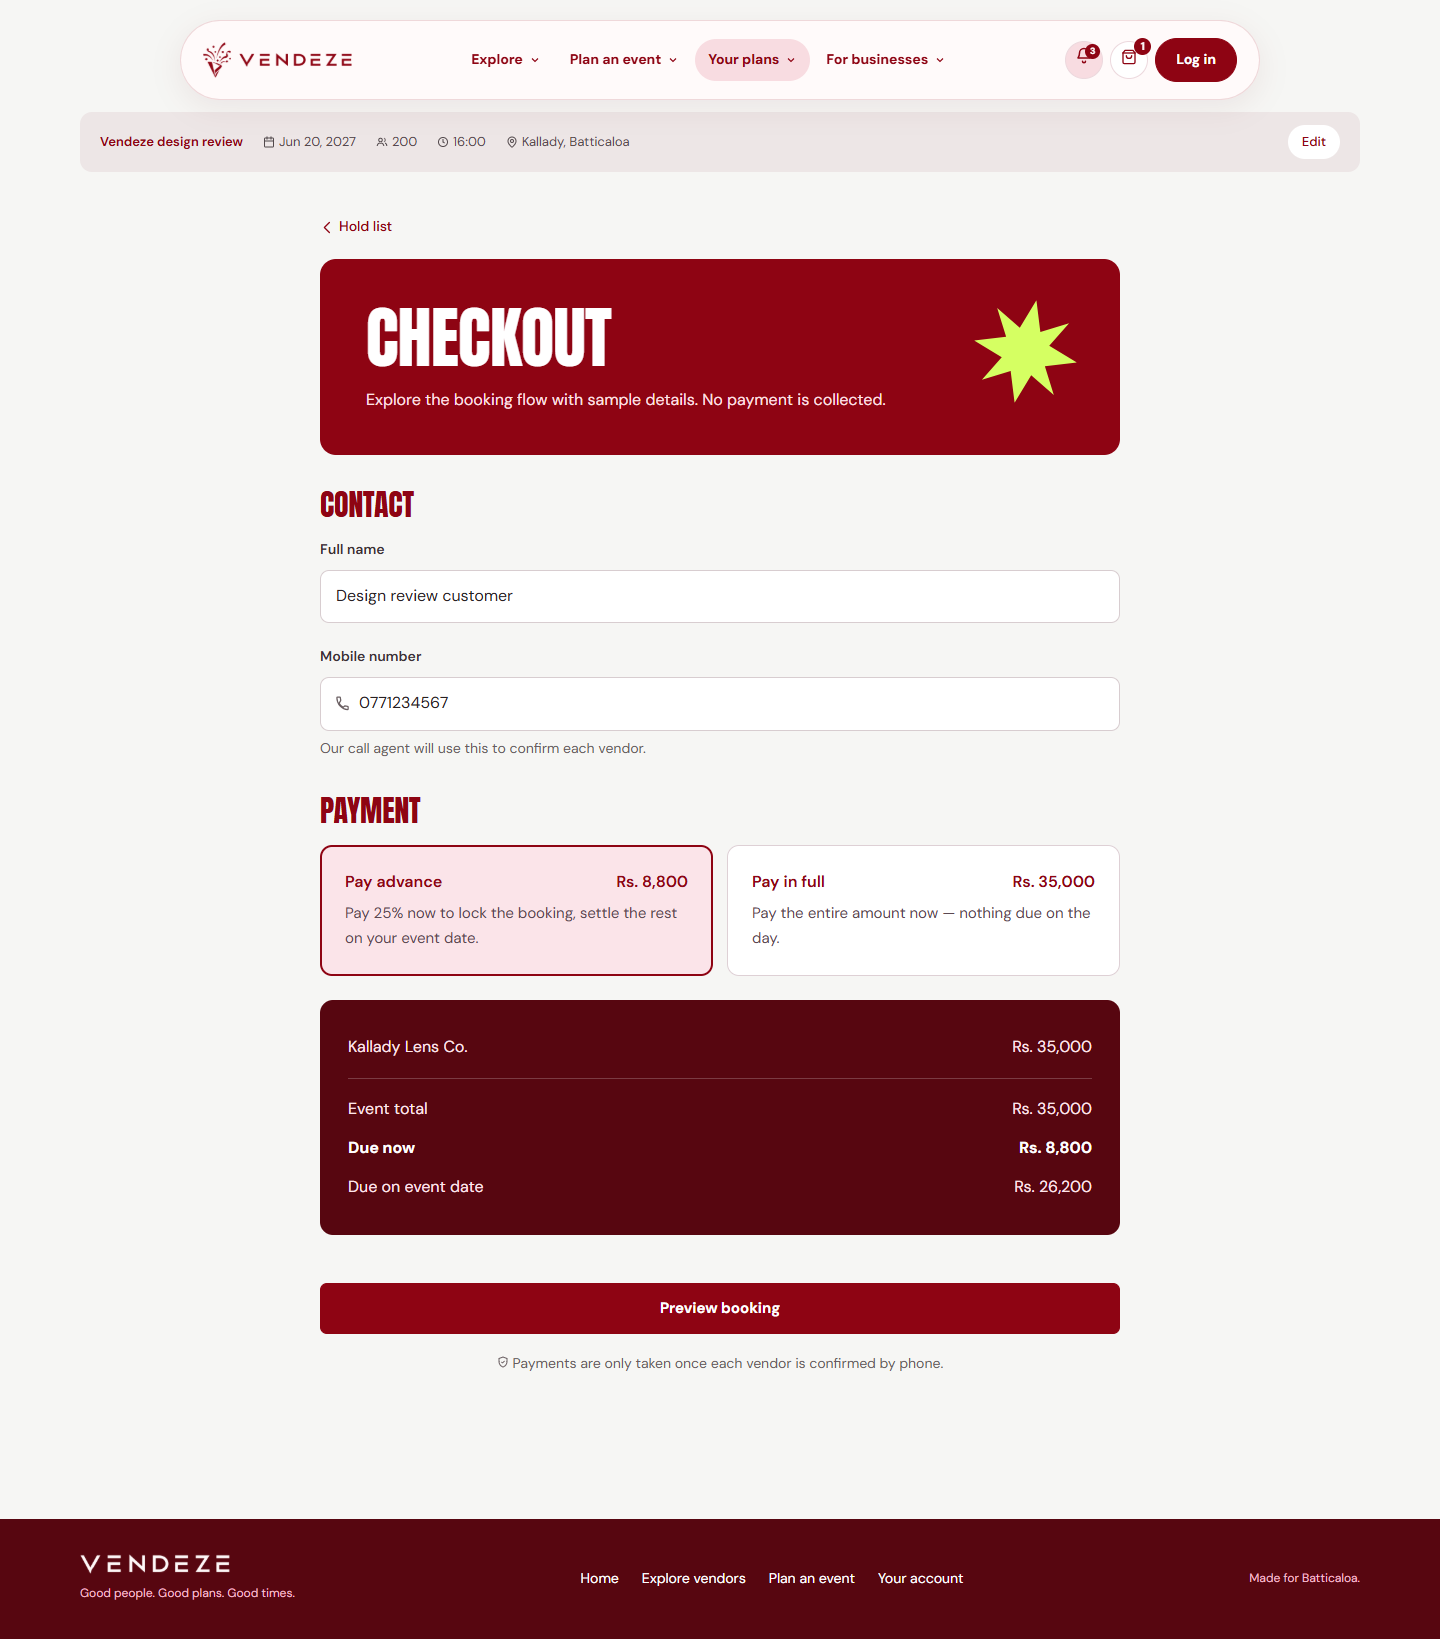 VENDEZE
Explore
Plan an event
Your plans
For businesses
3
1
Log in
Vendeze design review
Jun 20, 2027
200
16:00
Kallady, Batticaloa
Edit
Hold list
CHECKOUT
Explore the booking flow with sample details. No payment is collected.
CONTACT
Full name
Design review customer
Mobile number
0771234567
Our call agent will use this to confirm each vendor.
PAYMENT
Pay advance Rs. 8,800
Pay 25% now to lock the booking, settle the rest
on your event date.
Pay in full Rs. 35,000
Pay the entire amount now — nothing due on the
day.
Kallady Lens Co. Rs. 35,000
Event total Rs. 35,000
Due now Rs. 8,800
Due on event date Rs. 26,200
Preview booking
Payments are only taken once each vendor is confirmed by phone.
VENDEZE
Good people. Good plans. Good times.
Home
Explore vendors
Plan an event
Your account
Made for Batticaloa.